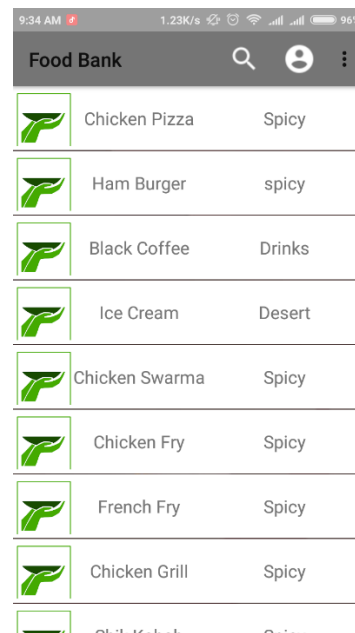 9:34 AM 1.23K/s 96%
Food Bank
Chicken Pizza Spicy
Ham Burger spicy
Black Coffee Drinks
Ice Cream Desert
Chicken Swarma Spicy
Chicken Fry Spicy
French Fry Spicy
Chicken Grill Spicy